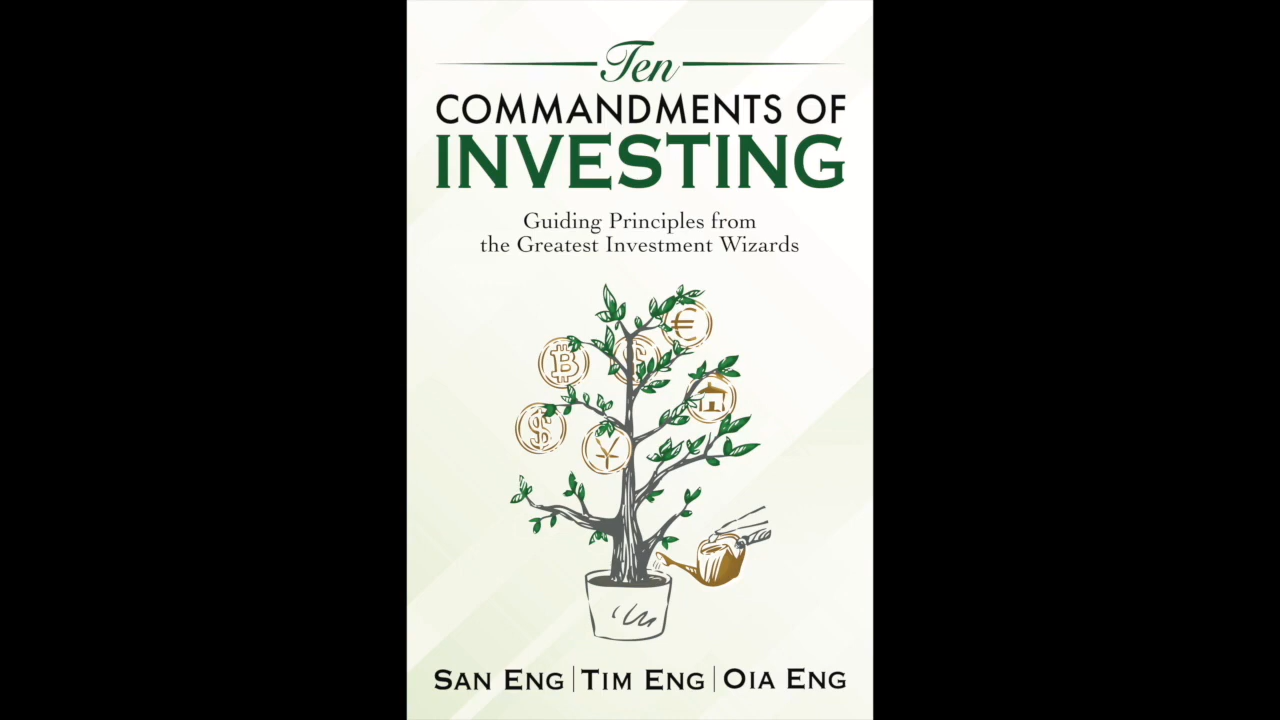 Ten
COMMANDMENTS OF
INVESTING
Guiding Principles from
the Greatest Investment Wizards
SAN ENG | TIM ENG | OIA ENG